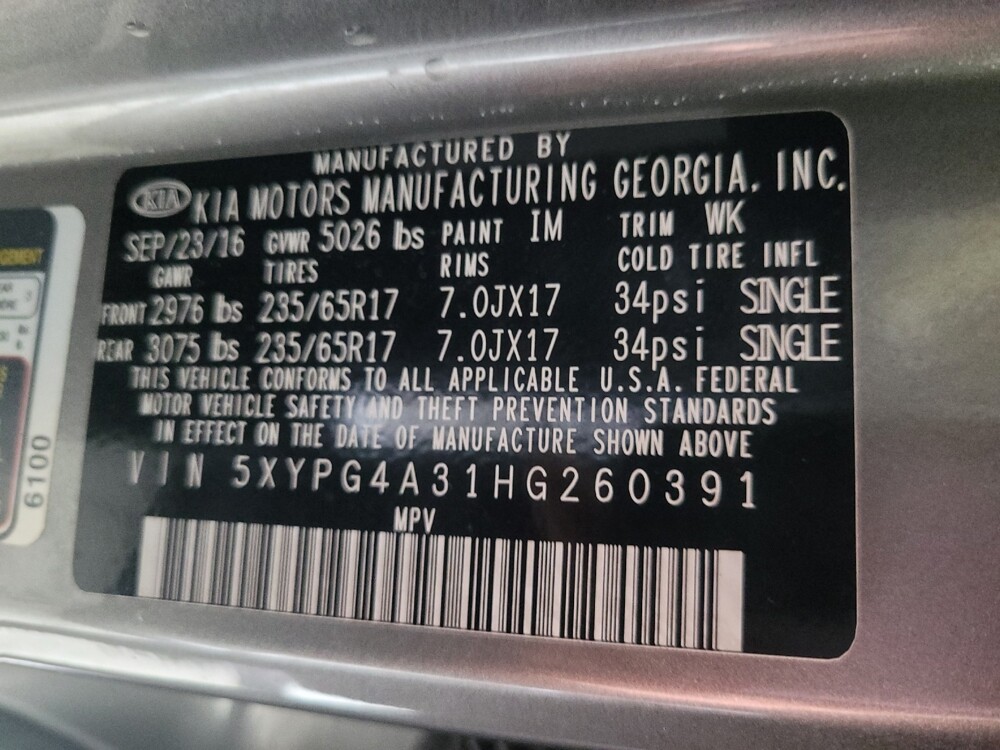 MANUFACTURED BY
KIA KIA MOTORS MANUFACTURING GEORGIA, INC.
SEP/23/16 GVWR 5026 lbs PAINT IM TRIM WK
GAWR TIRES RIMS COLD TIRE INFL
FRONT 2976 lbs 235/65R17 7.0JX17 34psi SINGLE
REAR 3075 lbs 235/65R17 7.0JX17 34psi SINGLE
THIS VEHICLE CONFORMS TO ALL APPLICABLE U.S.A. FEDERAL
MOTOR VEHICLE SAFETY AND THEFT PREVENTION STANDARDS
IN EFFECT ON THE DATE OF MANUFACTURE SHOWN ABOVE
VIN 5XYPG4A31HG260391
MPV
6100